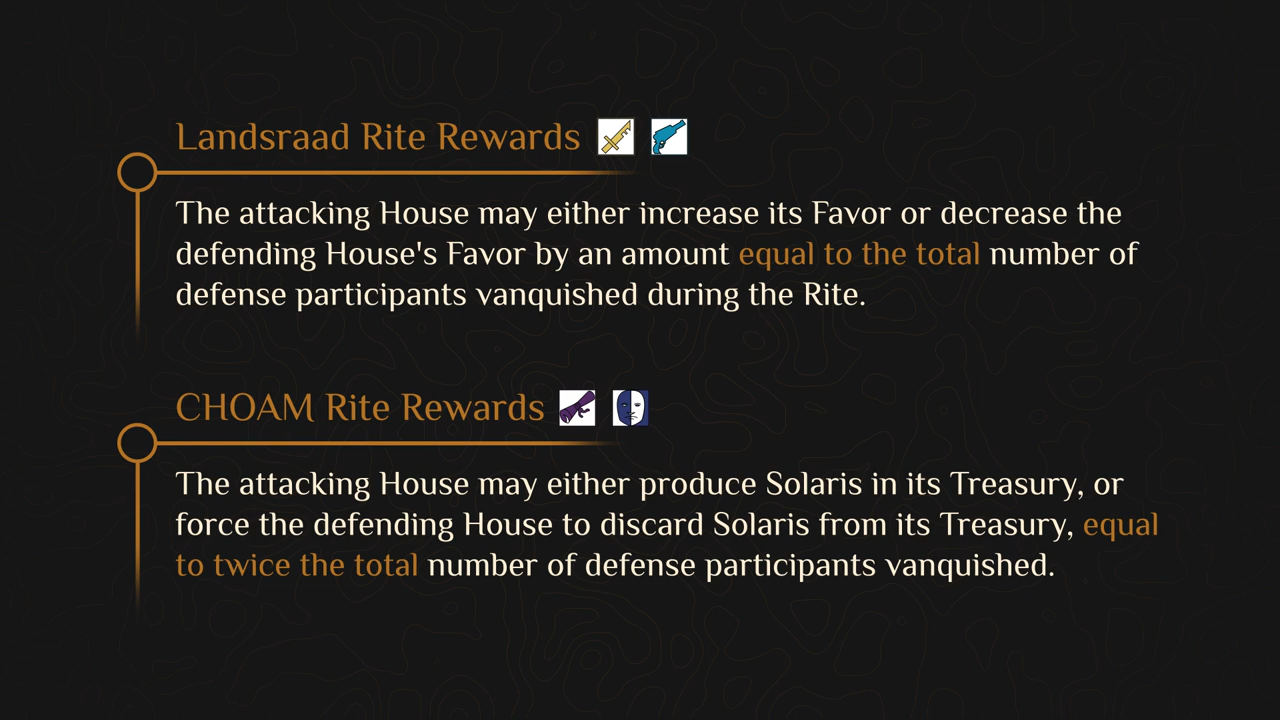 Landsraad Rite Rewards
The attacking House may either increase its Favor or decrease the
defending House's Favor by an amount equal to the total number of
defense participants vanquished during the Rite.
CHOAM Rite Rewards
The attacking House may either produce Solaris in its Treasury, or
force the defending House to discard Solaris from its Treasury, equal
to twice the total number of defense participants vanquished.